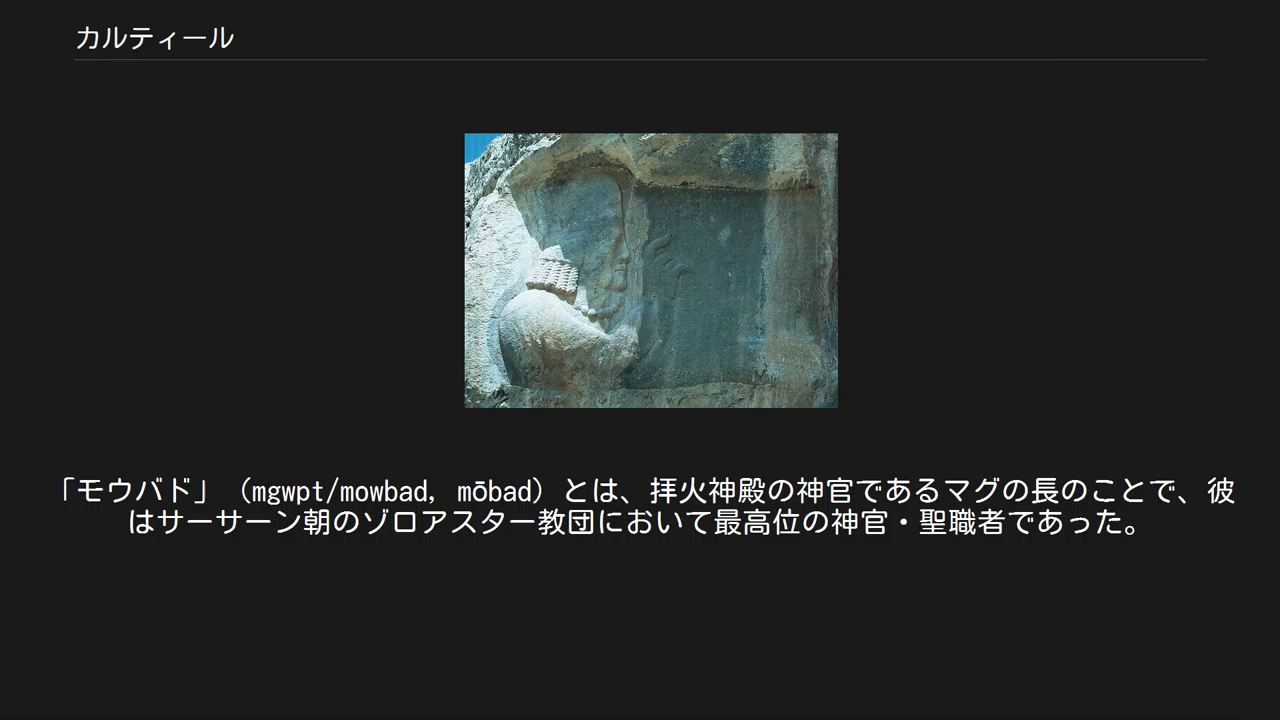 カルティール
「モウバド」（mgwpt/mowbad, mōbad）とは、拝火神殿の神官であるマグの長のことで、彼
はサーサーン朝のゾロアスター教団において最高位の神官・聖職者であった。